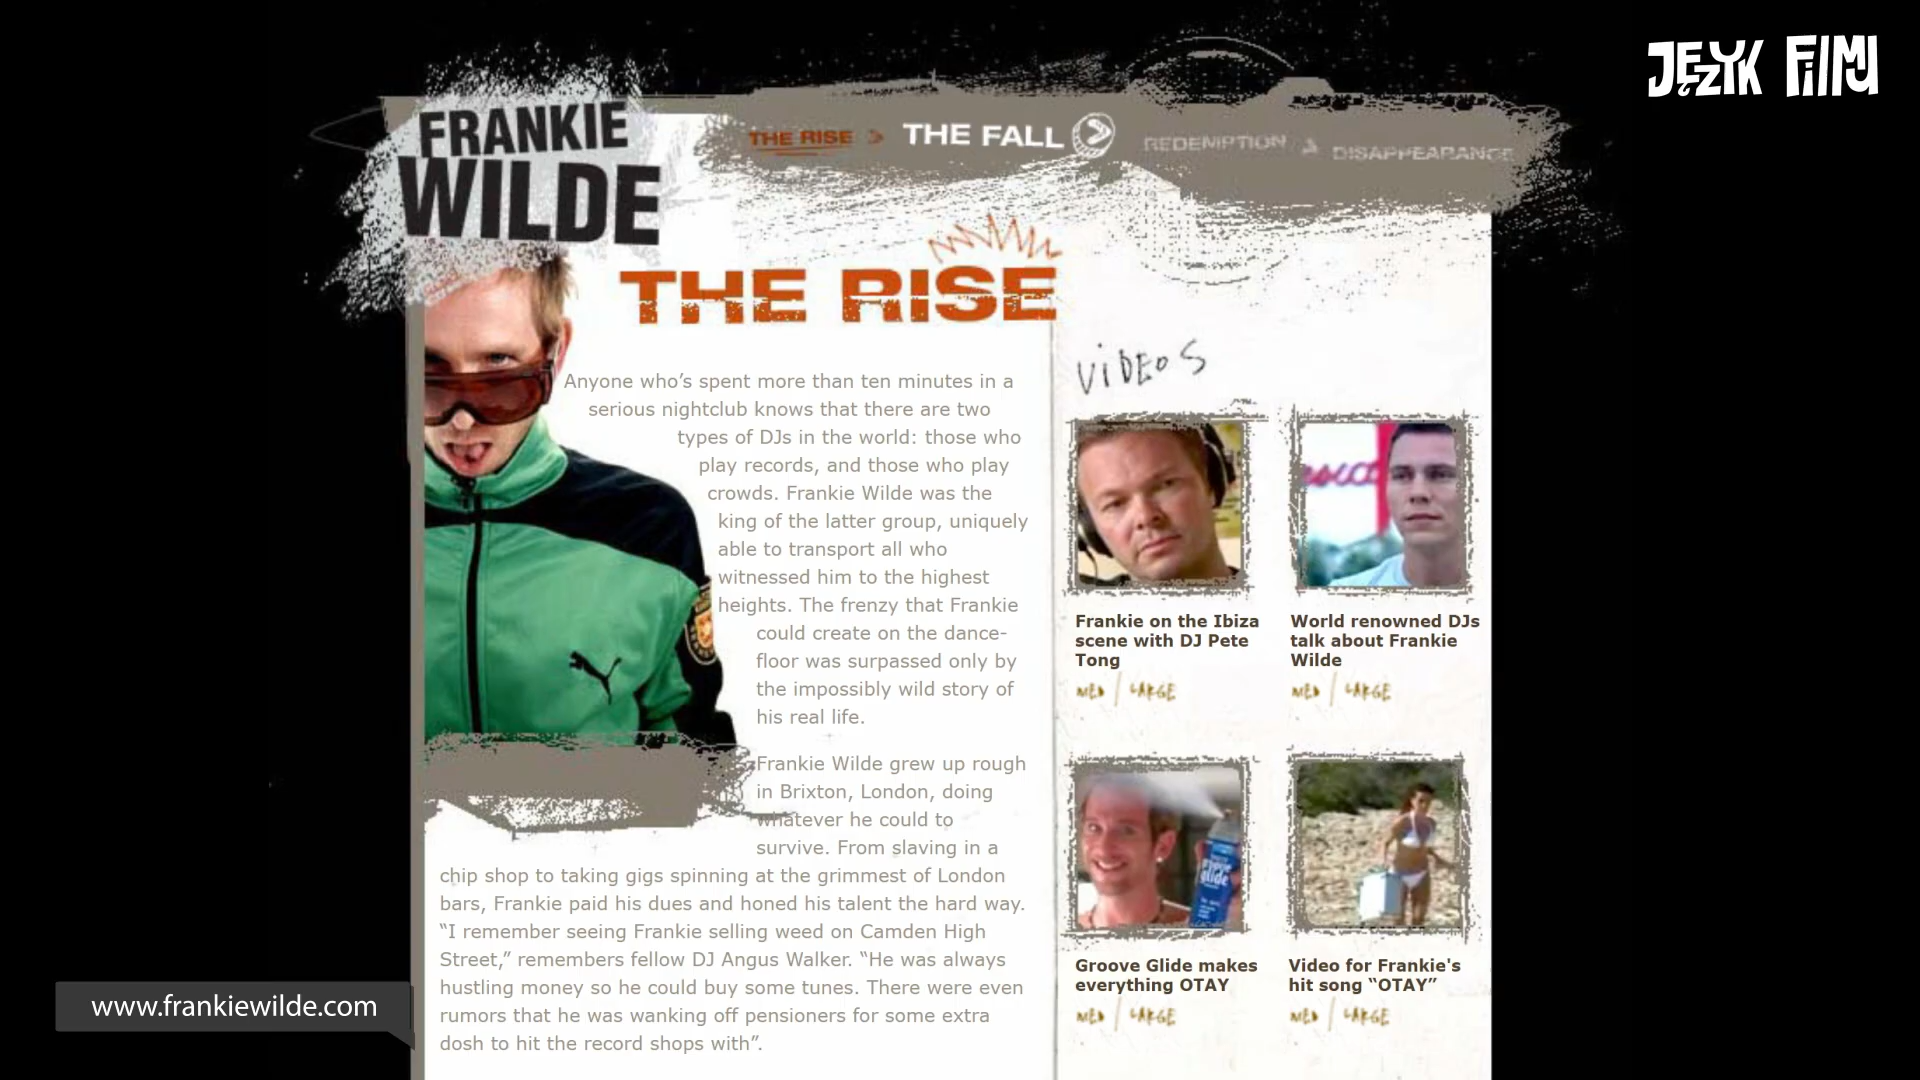 JĘZYK FILMU
FRANKIE
WILDE
THE RISE
THE FALL
REDEMPTION
DISAPPEARANCE
THE RISE
Anyone who’s spent more than ten minutes in a
serious nightclub knows that there are two
types of DJs in the world: those who
play records, and those who play
crowds. Frankie Wilde was the
king of the latter group, uniquely
able to transport all who
witnessed him to the highest
heights. The frenzy that Frankie
could create on the dance-
floor was surpassed only by
the impossibly wild story of
his real life.
Frankie Wilde grew up rough
in Brixton, London, doing
whatever he could to
survive. From slaving in a
chip shop to taking gigs spinning at the grimmest of London
bars, Frankie paid his dues and honed his talent the hard way.
“I remember seeing Frankie selling weed on Camden High
Street,” remembers fellow DJ Angus Walker. “He was always
hustling money so he could buy some tunes. There were even
rumors that he was wanking off pensioners for some extra
dosh to hit the record shops with”.
VIDEOS
Frankie on the Ibiza
scene with DJ Pete
Tong
MED / LARGE
World renowned DJs
talk about Frankie
Wilde
MED / LARGE
groove
glide
Groove Glide makes
everything OTAY
MED / LARGE
Video for Frankie's
hit song “OTAY”
MED / LARGE
www.frankiewilde.com